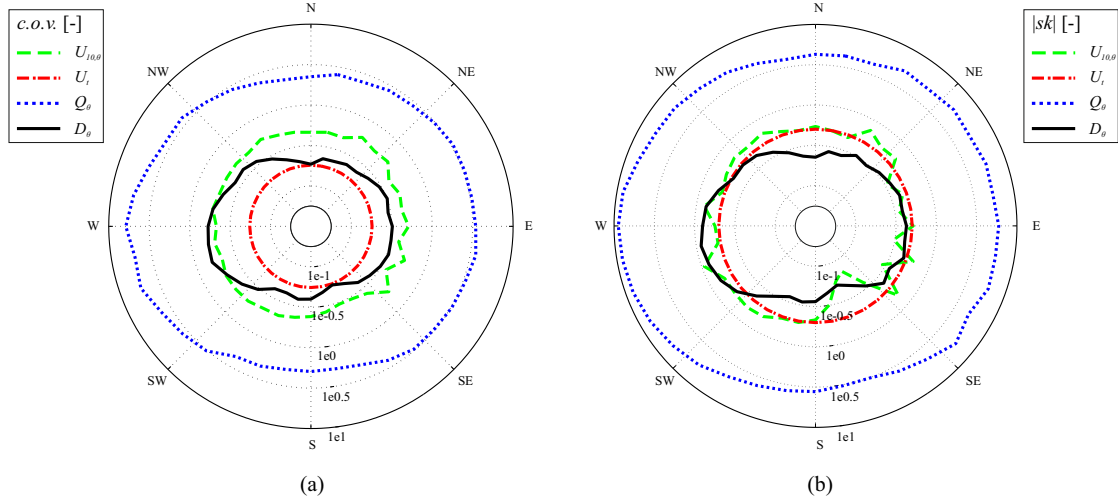 c.o.v. [-]
U10,θ
Ut
Qθ
Dθ
N
NE
E
SE
S
SW
W
NW
1e-1
1e-0.5
1e0
1e0.5
1e1
(a)
|sk| [-]
U10,θ
Ut
Qθ
Dθ
N
NE
E
SE
S
SW
W
NW
1e-1
1e-0.5
1e0
1e0.5
1e1
(b)